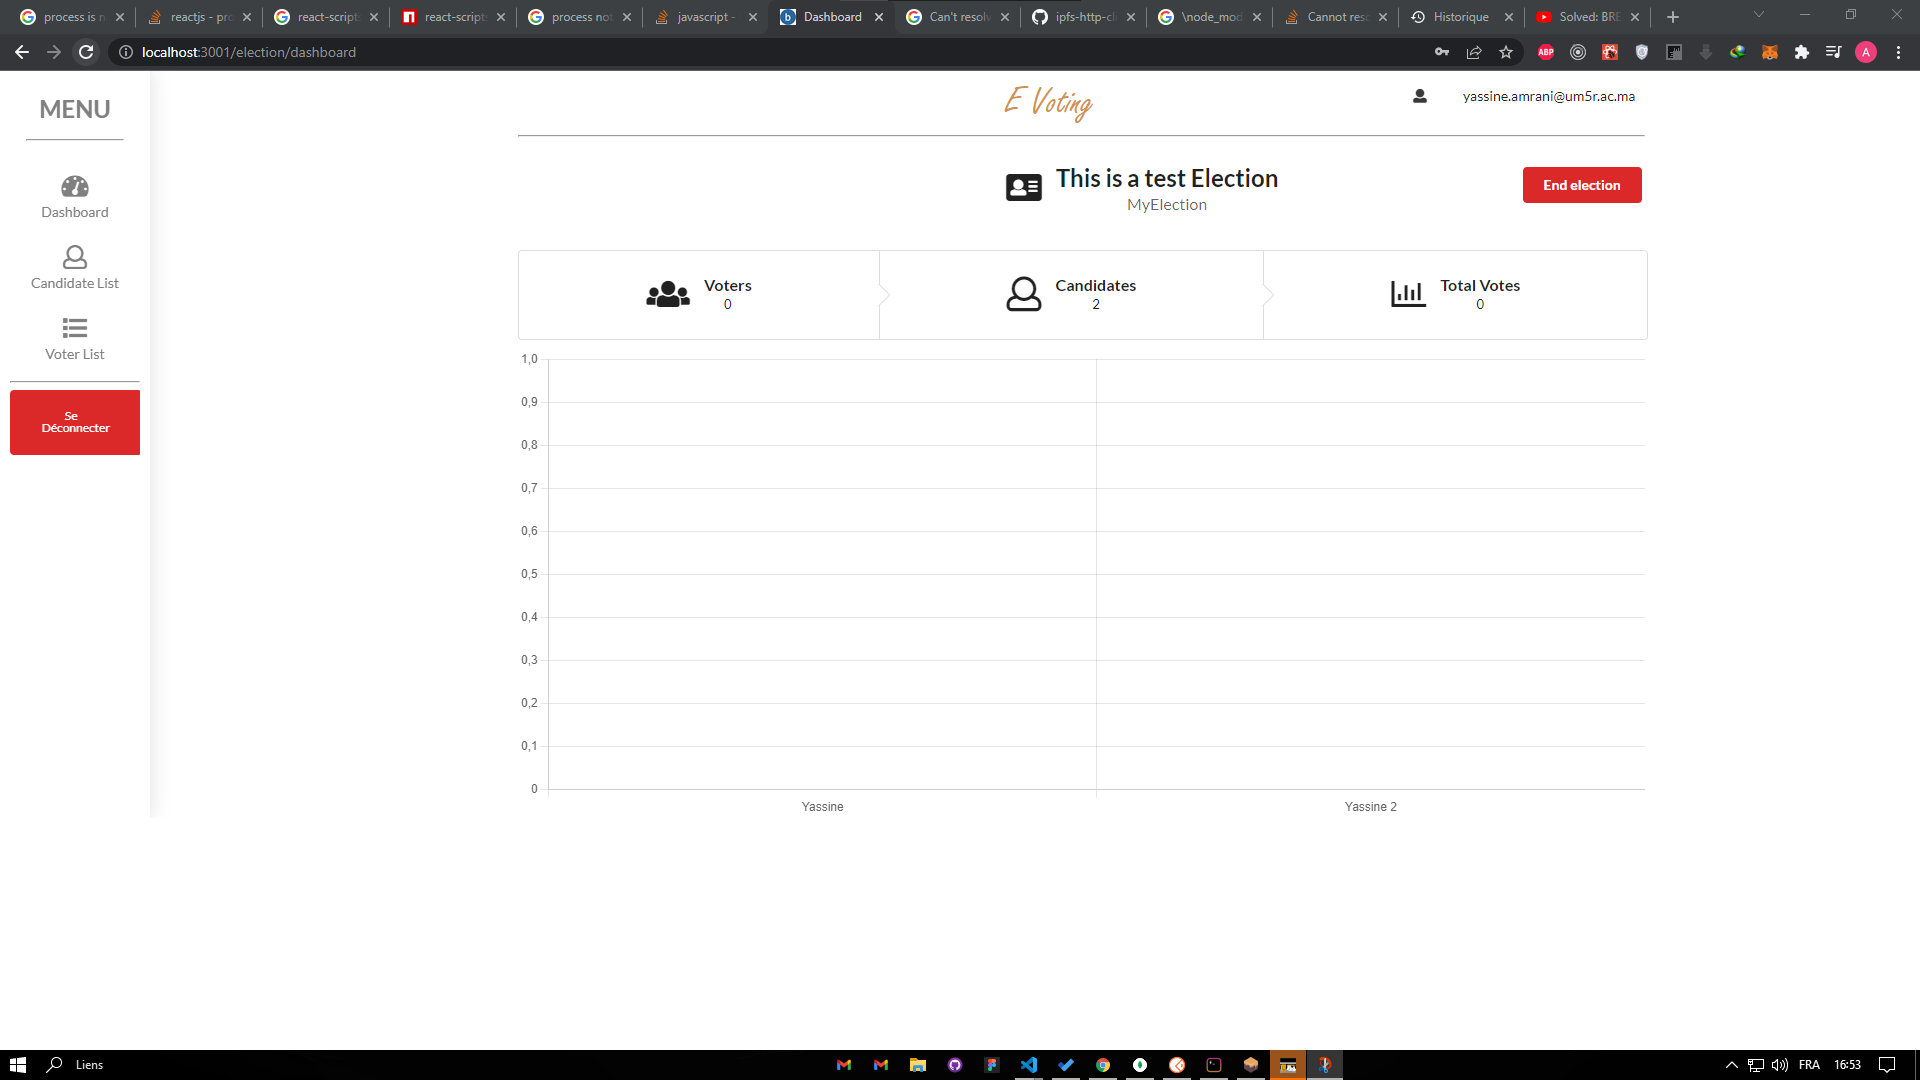 process is n
reactjs - pro
react-scripts
react-scripts
process not
javascript -
Dashboard
Can't resolv
ipfs-http-cli
\node_mod
Cannot reso
Historique
Solved: BRE
localhost:3001/election/dashboard
ABP
A
MENU
Dashboard
Candidate List
Voter List
Se
Déconnecter
E Voting
yassine.amrani@um5r.ac.ma
This is a test Election
MyElection
End election
Voters
0
Candidates
2
Total Votes
0
1,0
0,9
0,8
0,7
0,6
0,5
0,4
0,3
0,2
0,1
0
Yassine
Yassine 2
Liens
FRA
16:53